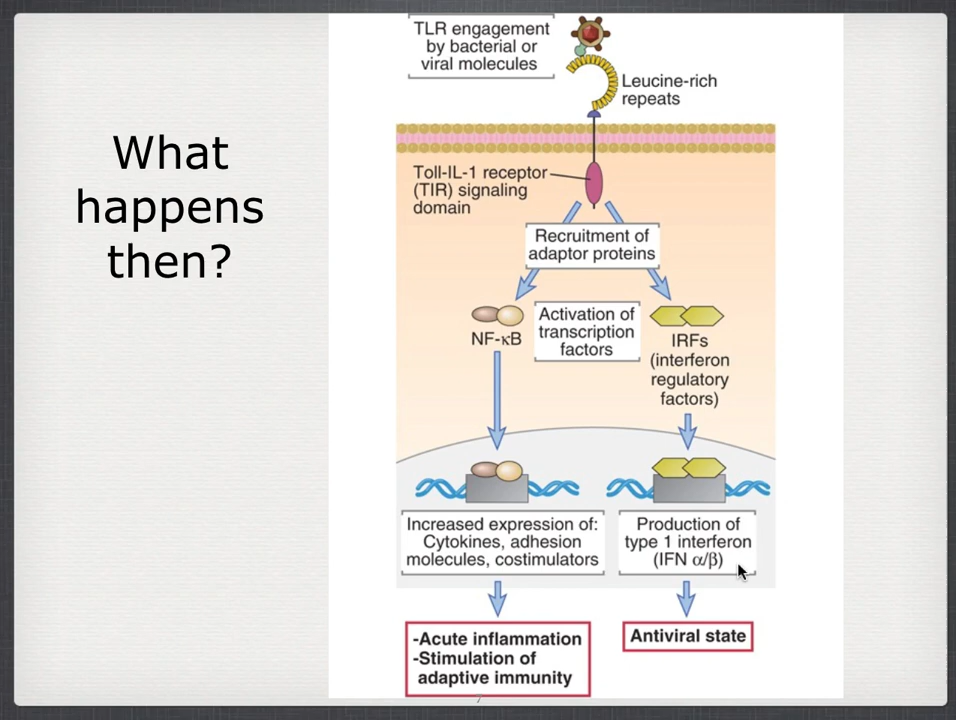 What
happens
then?
TLR engagement
by bacterial or
viral molecules
Leucine-rich
repeats
Toll-IL-1 receptor
(TIR) signaling
domain
Recruitment of
adaptor proteins
NF-κB
Activation of
transcription
factors
IRFs
(interferon
regulatory
factors)
Increased expression of:
Cytokines, adhesion
molecules, costimulators
Production of
type 1 interferon
(IFN α/β)
-Acute inflammation
-Stimulation of
adaptive immunity
Antiviral state
7